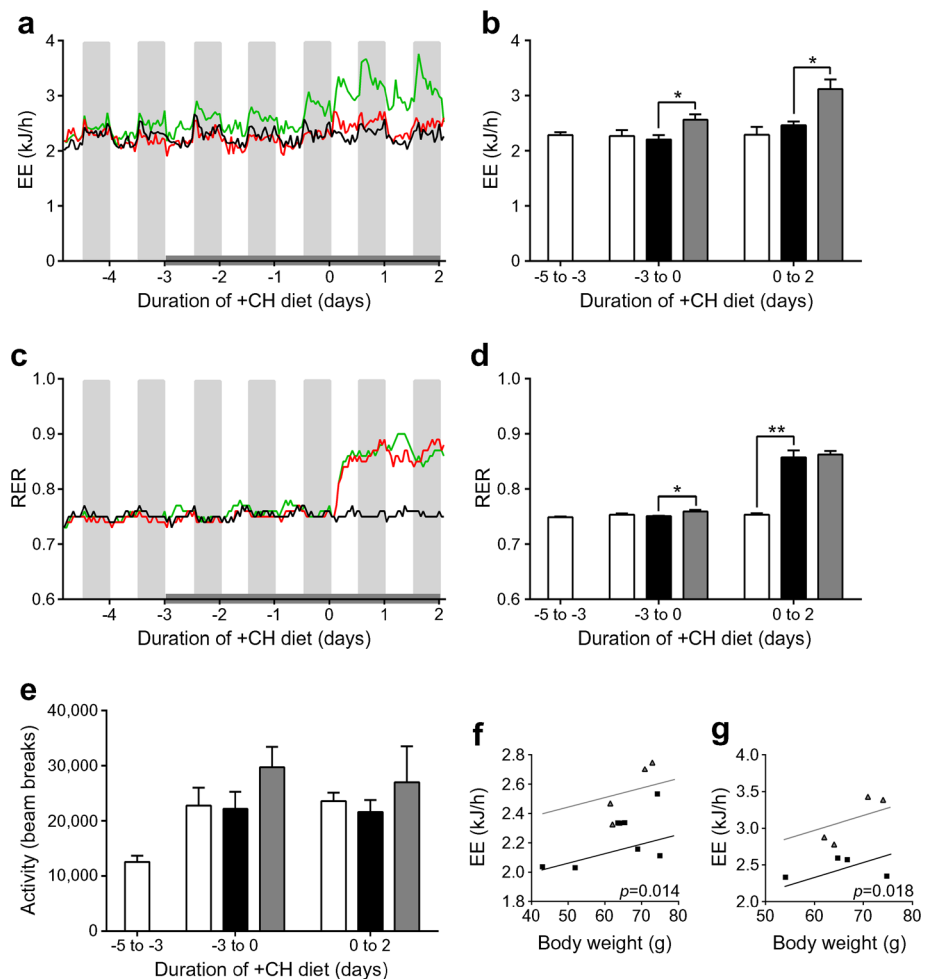 a
b
4
3
2
1
0
EE (kJ/h)
-4
-3
-2
-1
0
1
2
Duration of +CH diet (days)
4
3
2
1
0
EE (kJ/h)
*
*
-5 to -3
-3 to 0
0 to 2
Duration of +CH diet (days)
c
d
1.0
0.9
0.8
0.7
0.6
RER
-4
-3
-2
-1
0
1
2
Duration of +CH diet (days)
1.0
0.9
0.8
0.7
0.6
RER
*
**
-5 to -3
-3 to 0
0 to 2
Duration of +CH diet (days)
e
40,000
30,000
20,000
10,000
0
Activity (beam breaks)
-5 to -3
-3 to 0
0 to 2
Duration of +CH diet (days)
f
2.8
2.6
2.4
2.2
2.0
1.8
EE (kJ/h)
p=0.014
40
50
60
70
80
Body weight (g)
g
4.0
3.5
3.0
2.5
2.0
EE (kJ/h)
p=0.018
50
60
70
80
Body weight (g)